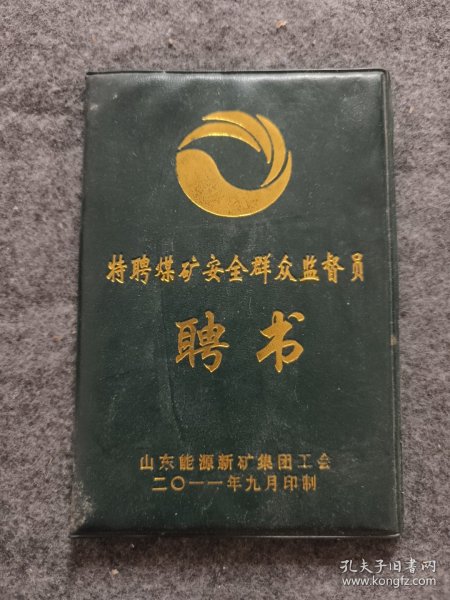 特聘煤矿安全群众监督员
聘书
山东能源新矿集团工会
二〇一一年九月印制
孔夫子旧书网
www.kongfz.com